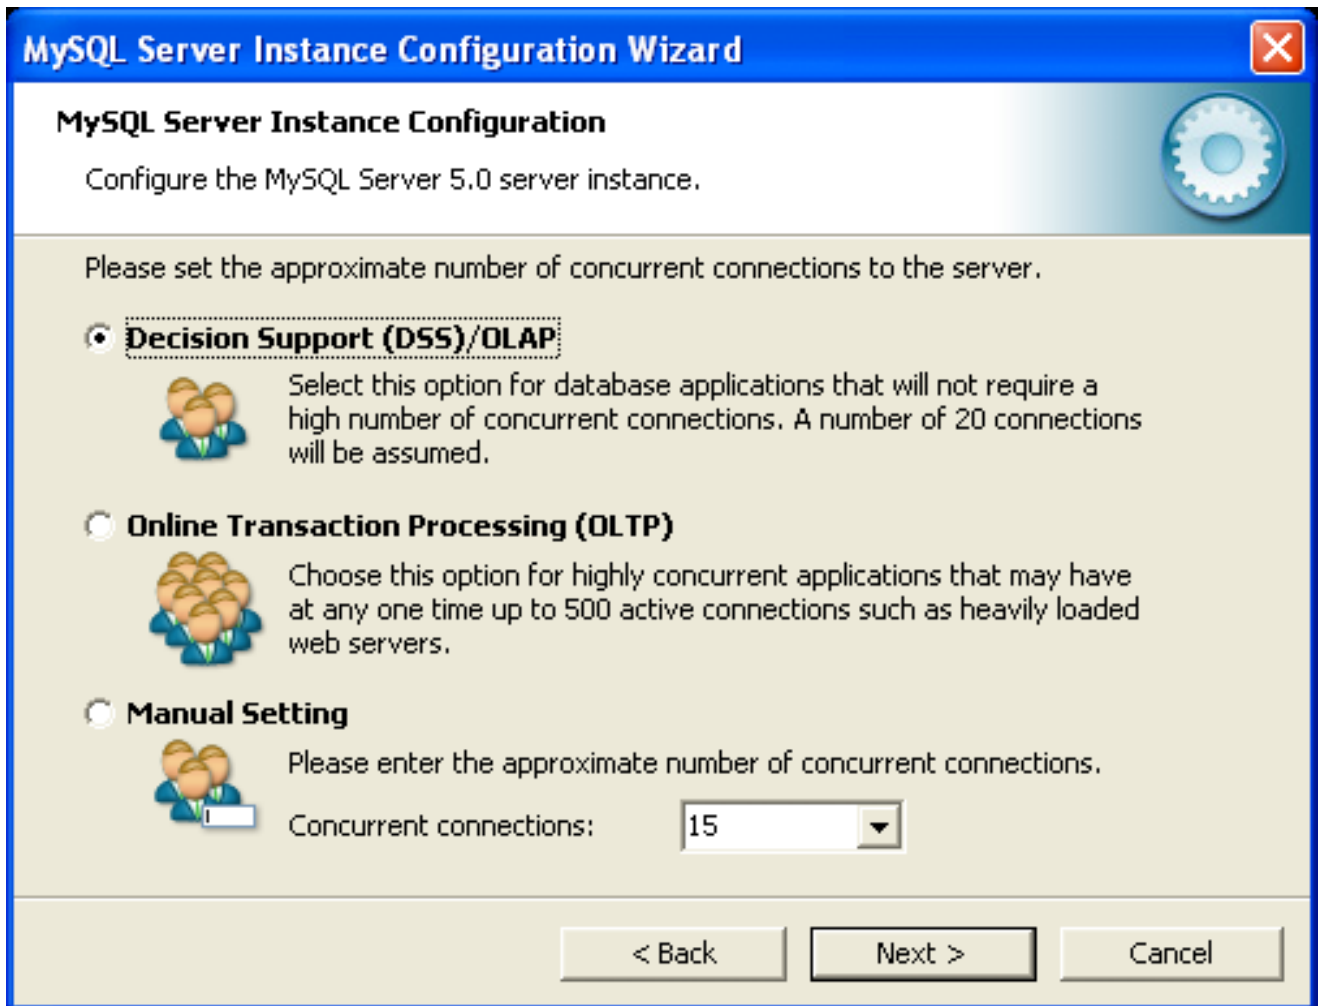 MySQL Server Instance Configuration Wizard
MySQL Server Instance Configuration
Configure the MySQL Server 5.0 server instance.
Please set the approximate number of concurrent connections to the server.
Decision Support (DSS)/OLAP
Select this option for database applications that will not require a
high number of concurrent connections. A number of 20 connections
will be assumed.
Online Transaction Processing (OLTP)
Choose this option for highly concurrent applications that may have
at any one time up to 500 active connections such as heavily loaded
web servers.
Manual Setting
Please enter the approximate number of concurrent connections.
Concurrent connections: 15
< Back Next > Cancel